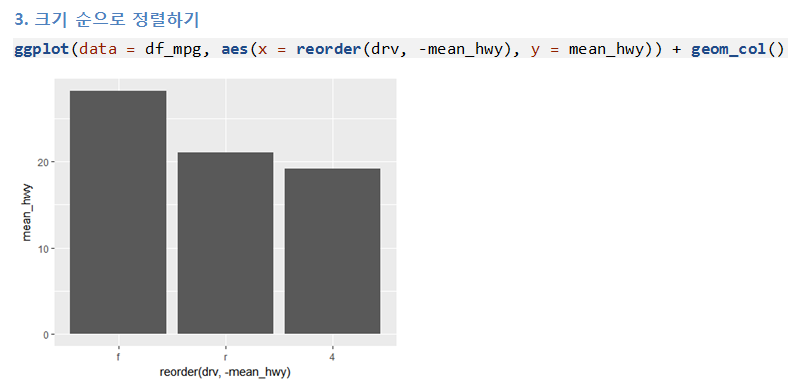 3. 크기 순으로 정렬하기
ggplot(data = df_mpg, aes(x = reorder(drv, -mean_hwy), y = mean_hwy)) + geom_col()
20
10
0
mean_hwy
f r 4
reorder(drv, -mean_hwy)